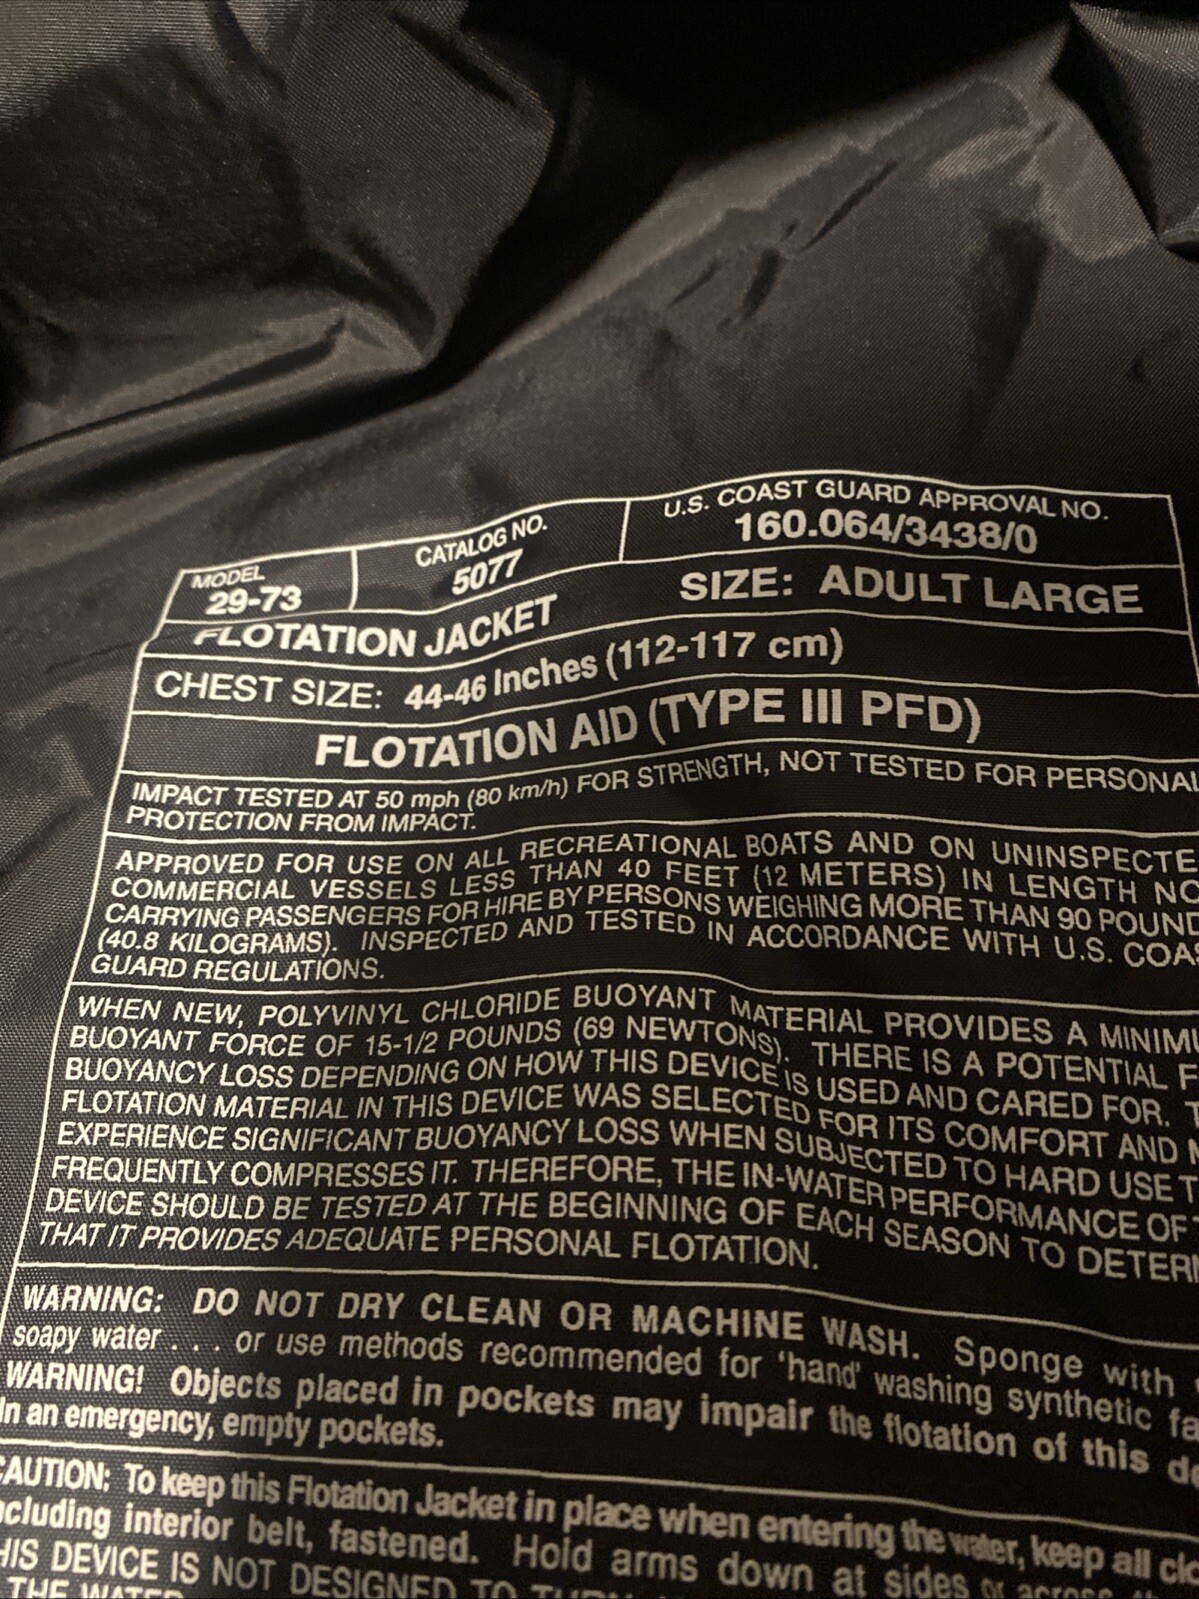 MODEL
29-73
CATALOG NO.
5077
U.S. COAST GUARD APPROVAL NO.
160.064/3438/0
FLOTATION JACKET
SIZE: ADULT LARGE
CHEST SIZE: 44-46 Inches (112-117 cm)
FLOTATION AID (TYPE III PFD)
IMPACT TESTED AT 50 mph (80 km/h) FOR STRENGTH, NOT TESTED FOR PERSONAL
PROTECTION FROM IMPACT.
APPROVED FOR USE ON ALL RECREATIONAL BOATS AND ON UNINSPECTE
COMMERCIAL VESSELS LESS THAN 40 FEET (12 METERS) IN LENGTH NO
CARRYING PASSENGERS FOR HIRE BY PERSONS WEIGHING MORE THAN 90 POUND
(40.8 KILOGRAMS). INSPECTED AND TESTED IN ACCORDANCE WITH U.S. COAS
GUARD REGULATIONS.
WHEN NEW, POLYVINYL CHLORIDE BUOYANT MATERIAL PROVIDES A MINIMU
BUOYANT FORCE OF 15-1/2 POUNDS (69 NEWTONS). THERE IS A POTENTIAL F
BUOYANCY LOSS DEPENDING ON HOW THIS DEVICE IS USED AND CARED FOR. T
FLOTATION MATERIAL IN THIS DEVICE WAS SELECTED FOR ITS COMFORT AND M
EXPERIENCE SIGNIFICANT BUOYANCY LOSS WHEN SUBJECTED TO HARD USE T
FREQUENTLY COMPRESSES IT. THEREFORE, THE IN-WATER PERFORMANCE OF
DEVICE SHOULD BE TESTED AT THE BEGINNING OF EACH SEASON TO DETERM
THAT IT PROVIDES ADEQUATE PERSONAL FLOTATION.
WARNING: DO NOT DRY CLEAN OR MACHINE WASH. Sponge with
soapy water . . . or use methods recommended for 'hand' washing synthetic fa
WARNING! Objects placed in pockets may impair the flotation of this de
In an emergency, empty pockets.
CAUTION: To keep this Flotation Jacket in place when entering the water, keep all clo
ncluding interior belt, fastened. Hold arms down at sides or across
HIS DEVICE IS NOT DESIGNED TO TURN
THE WATER